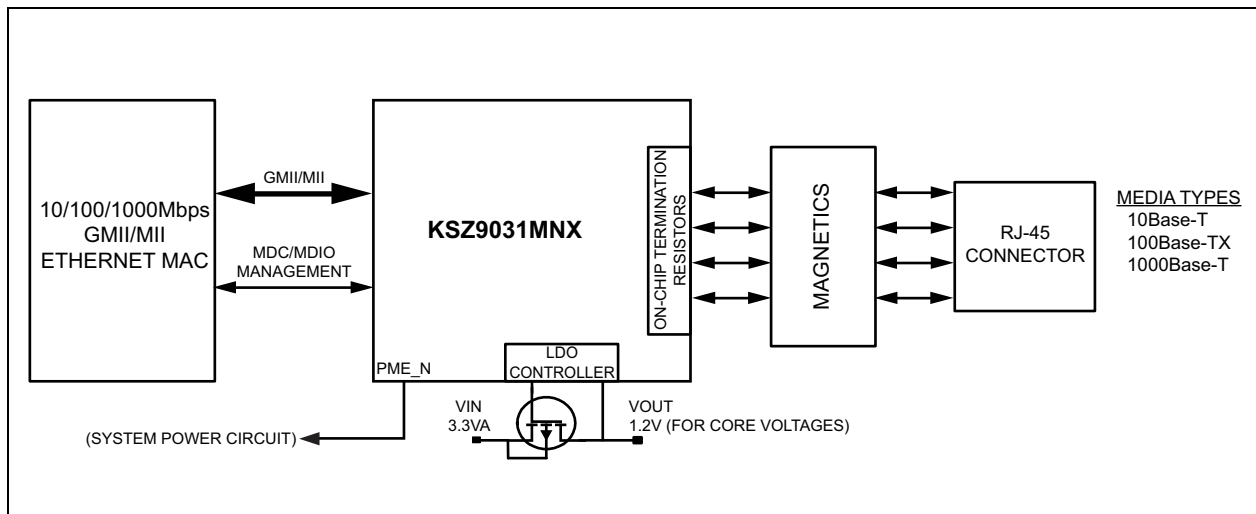 10/100/1000Mbps
GMII/MII
ETHERNET MAC
GMII/MII
MDC/MDIO
MANAGEMENT
KSZ9031MNX
ON-CHIP TERMINATION
RESISTORS
MAGNETICS
RJ-45
CONNECTOR
MEDIA TYPES
10Base-T
100Base-TX
1000Base-T
PME_N
LDO
CONTROLLER
VIN
3.3VA
VOUT
1.2V (FOR CORE VOLTAGES)
(SYSTEM POWER CIRCUIT)